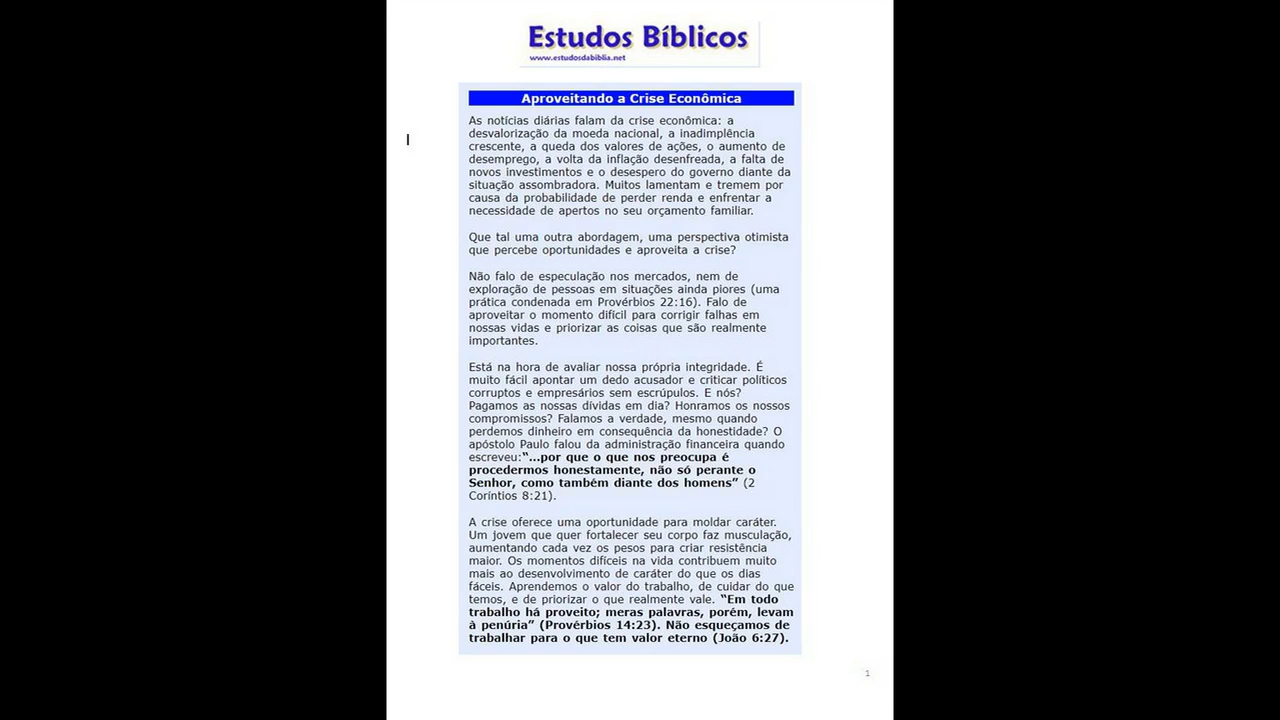 Estudos Bíblicos
www.estudosdabiblia.net
Aproveitando a Crise Econômica
As notícias diárias falam da crise econômica: a
desvalorização da moeda nacional, a inadimplência
crescente, a queda dos valores de ações, o aumento de
desemprego, a volta da inflação desenfreada, a falta de
novos investimentos e o desespero do governo diante da
situação assombradora. Muitos lamentam e tremem por
causa da probabilidade de perder renda e enfrentar a
necessidade de apertos no seu orçamento familiar.
Que tal uma outra abordagem, uma perspectiva otimista
que percebe oportunidades e aproveita a crise?
Não falo de especulação nos mercados, nem de
exploração de pessoas em situações ainda piores (uma
prática condenada em Provérbios 22:16). Falo de
aproveitar o momento difícil para corrigir falhas em
nossas vidas e priorizar as coisas que são realmente
importantes.
Está na hora de avaliar nossa própria integridade. É
muito fácil apontar um dedo acusador e criticar políticos
corruptos e empresários sem escrúpulos. E nós?
Pagamos as nossas dívidas em dia? Honramos os nossos
compromissos? Falamos a verdade, mesmo quando
perdemos dinheiro em consequência da honestidade? O
apóstolo Paulo falou da administração financeira quando
escreveu:“...por que o que nos preocupa é
procedermos honestamente, não só perante o
Senhor, como também diante dos homens” (2
Coríntios 8:21).
A crise oferece uma oportunidade para moldar caráter.
Um jovem que quer fortalecer seu corpo faz musculação,
aumentando cada vez os pesos para criar resistência
maior. Os momentos difíceis na vida contribuem muito
mais ao desenvolvimento de caráter do que os dias
fáceis. Aprendemos o valor do trabalho, de cuidar do que
temos, e de priorizar o que realmente vale. “Em todo
trabalho há proveito; meras palavras, porém, levam
à penúria” (Provérbios 14:23). Não esqueçamos de
trabalhar para o que tem valor eterno (João 6:27).
1